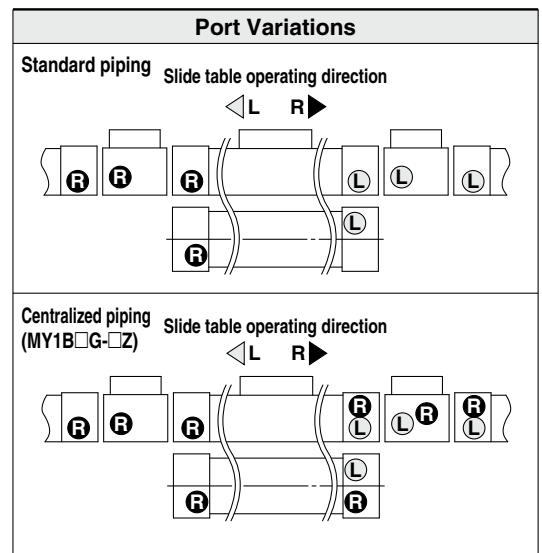 Port Variations
Standard piping
Slide table operating direction
L R
R R R L L L
L
R
Centralized piping
(MY1B□G-□Z)
Slide table operating direction
L R
R R
R R R L L R L
L
R R